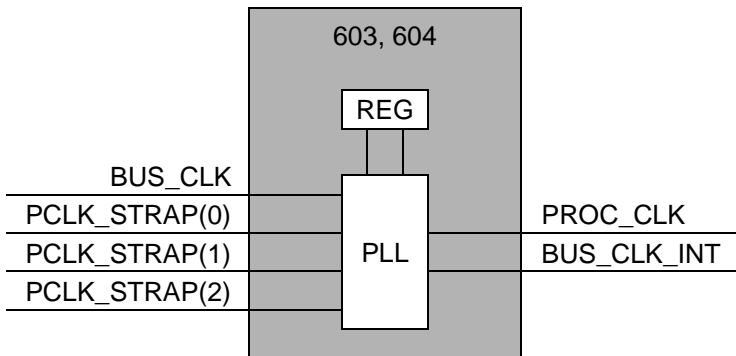 603, 604
REG
BUS_CLK
PCLK_STRAP(0)
PROC_CLK
PCLK_STRAP(1)
PLL
BUS_CLK_INT
PCLK_STRAP(2)